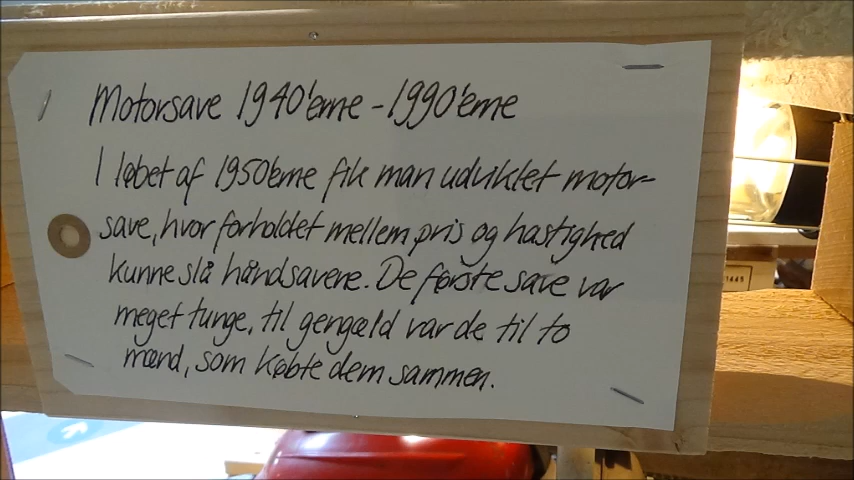 Motorsave 1940'erne - 1990'erne
I løbet af 1950'erne fik man udviklet motor-
save, hvor forholdet mellem pris og hastighed
kunne slå håndsavene. De første save var
meget tunge, til gengæld var de til to
mænd, som købte dem sammen.
1445